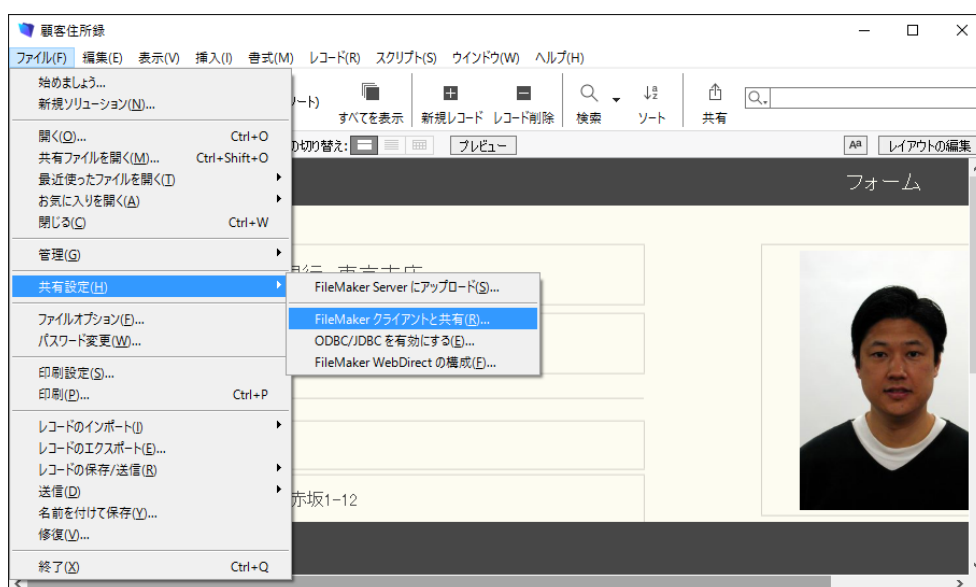 顧客住所録
ファイル(F) 編集(E) 表示(V) 挿入(I) 書式(M) レコード(R) スクリプト(S) ウインドウ(W) ヘルプ(H)
始めましょう...
新規ソリューション(N)...
開く(O)... Ctrl+O
共有ファイルを開く(M)... Ctrl+Shift+O
最近使ったファイルを開く(T)
お気に入りを開く(A)
閉じる(C) Ctrl+W
管理(G)
共有設定(H)
ファイルオプション(F)...
パスワード変更(W)...
印刷設定(S)...
印刷(P)... Ctrl+P
レコードのインポート(I)
レコードのエクスポート(E)...
レコードの保存/送信(R)
送信(D)
名前を付けて保存(Y)...
修復(V)...
終了(X) Ctrl+Q
FileMaker Server にアップロード(S)...
FileMaker クライアントと共有(R)...
ODBC/JDBC を有効にする(E)...
FileMaker WebDirect の構成(F)...
ート)
すべてを表示 新規レコード レコード削除 検索 ソート 共有
の切り替え: プレビュー Aa レイアウトの編集
フォーム
赤坂1-12